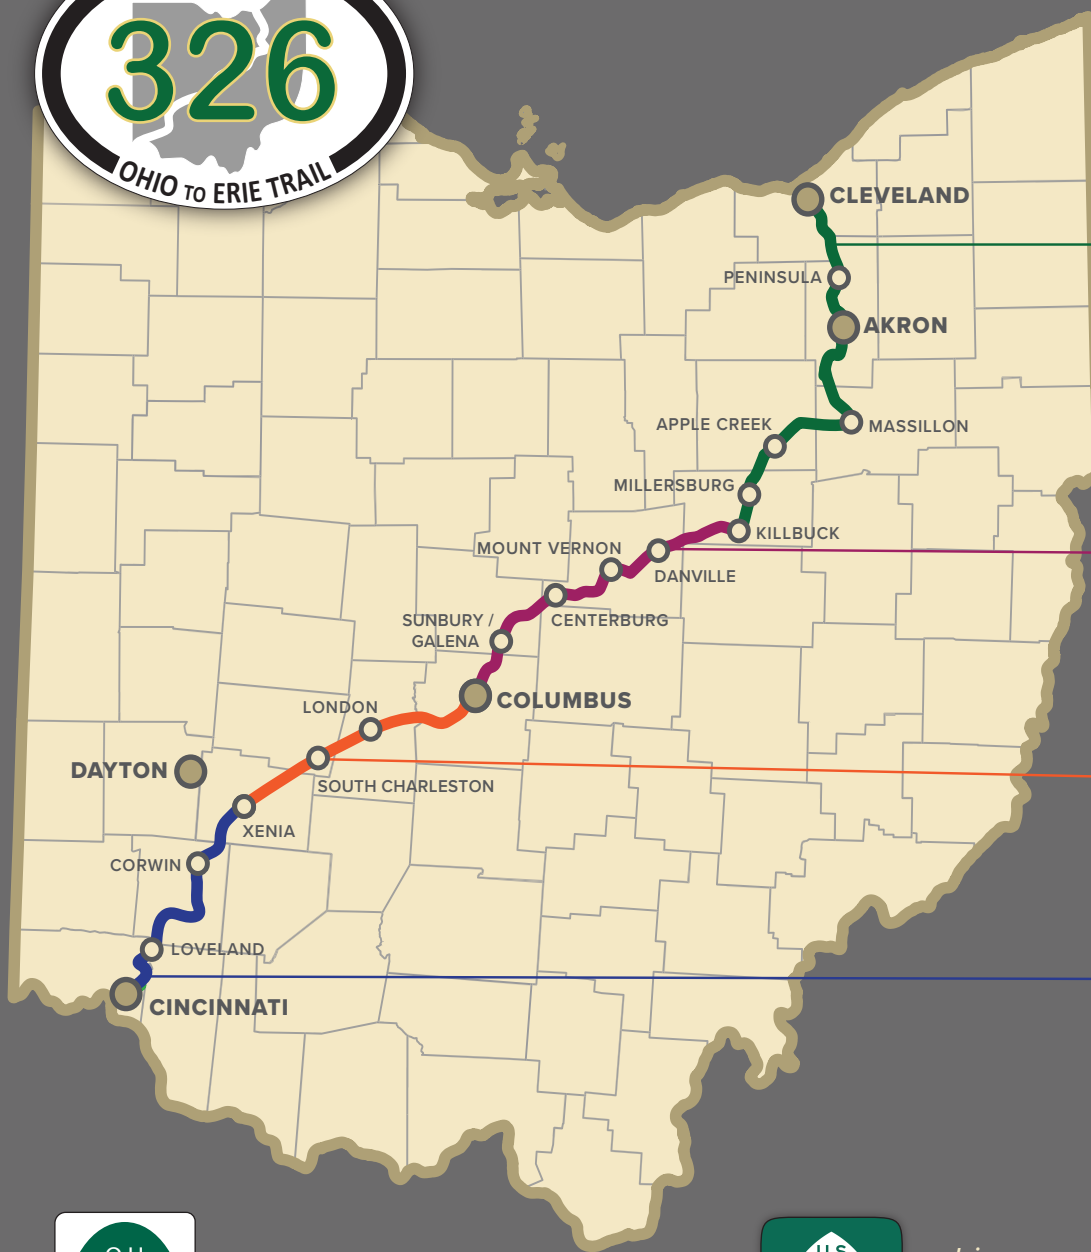 326
OHIO TO ERIE TRAIL
CLEVELAND
PENINSULA
AKRON
APPLE CREEK
MASSILLON
MILLERSBURG
KILLBUCK
MOUNT VERNON
DANVILLE
SUNBURY /
GALENA
CENTERBURG
COLUMBUS
LONDON
DAYTON
SOUTH CHARLESTON
XENIA
CORWIN
LOVELAND
CINCINNATI
U.S.